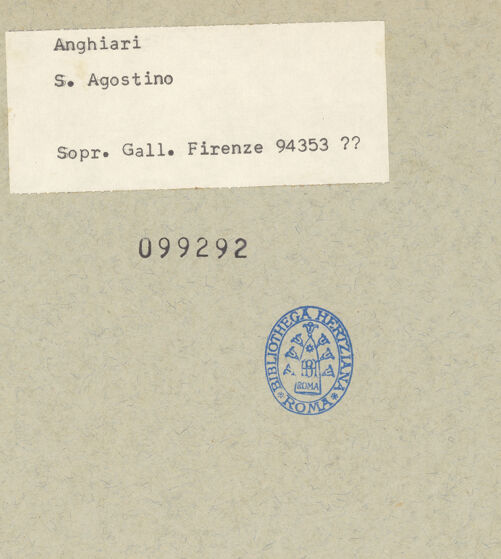 Anghiari
S. Agostino
Sopr. Gall. Firenze 94353 ??
099292
BIBLIOTHECA HERTZIANA
ROMA
ROMA